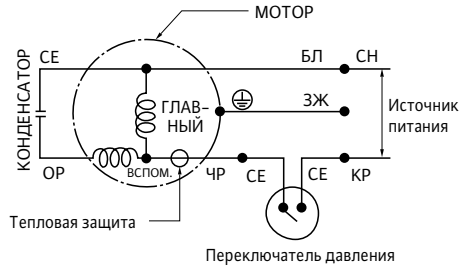 МОТОР
КОНДЕНСАТОР
СЕ
БЛ
СН
ГЛАВ-
НЫЙ
ЗЖ
Источник
питания
ОР
ВСПОМ.
ЧР
СЕ
СЕ
КР
Тепловая защита
Переключатель давления